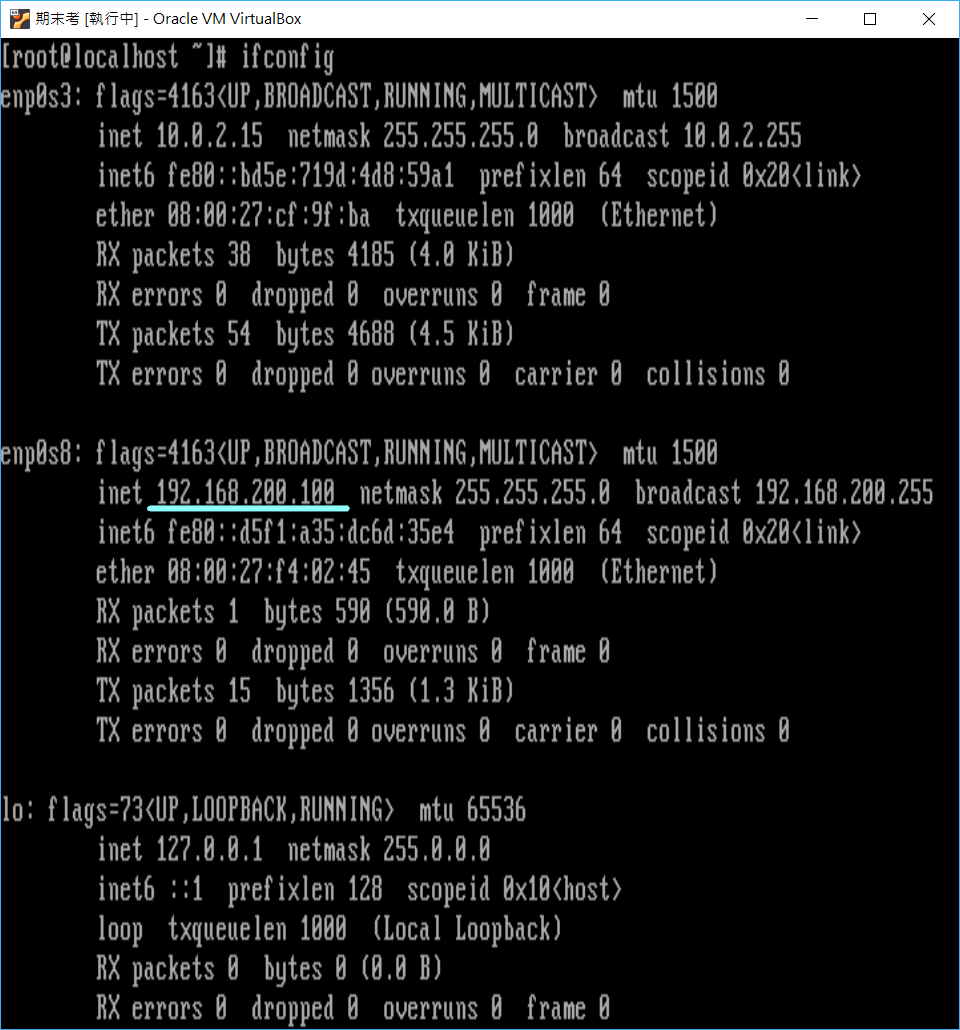 期末考 [執行中] - Oracle VM VirtualBox
[root@localhost ~]# ifconfig
enp0s3: flags=4163<UP,BROADCAST,RUNNING,MULTICAST>  mtu 1500
        inet 10.0.2.15  netmask 255.255.255.0  broadcast 10.0.2.255
        inet6 fe80::bd5e:719d:4d8:59a1  prefixlen 64  scopeid 0x20<link>
        ether 08:00:27:cf:9f:ba  txqueuelen 1000  (Ethernet)
        RX packets 38  bytes 4185 (4.0 KiB)
        RX errors 0  dropped 0  overruns 0  frame 0
        TX packets 54  bytes 4688 (4.5 KiB)
        TX errors 0  dropped 0 overruns 0  carrier 0  collisions 0
enp0s8: flags=4163<UP,BROADCAST,RUNNING,MULTICAST>  mtu 1500
        inet 192.168.200.100  netmask 255.255.255.0  broadcast 192.168.200.255
        inet6 fe80::d5f1:a35:dc6d:35e4  prefixlen 64  scopeid 0x20<link>
        ether 08:00:27:f4:02:45  txqueuelen 1000  (Ethernet)
        RX packets 1  bytes 590 (590.0 B)
        RX errors 0  dropped 0  overruns 0  frame 0
        TX packets 15  bytes 1356 (1.3 KiB)
        TX errors 0  dropped 0 overruns 0  carrier 0  collisions 0
lo: flags=73<UP,LOOPBACK,RUNNING>  mtu 65536
        inet 127.0.0.1  netmask 255.0.0.0
        inet6 ::1  prefixlen 128  scopeid 0x10<host>
        loop  txqueuelen 1000  (Local Loopback)
        RX packets 0  bytes 0 (0.0 B)
        RX errors 0  dropped 0  overruns 0  frame 0